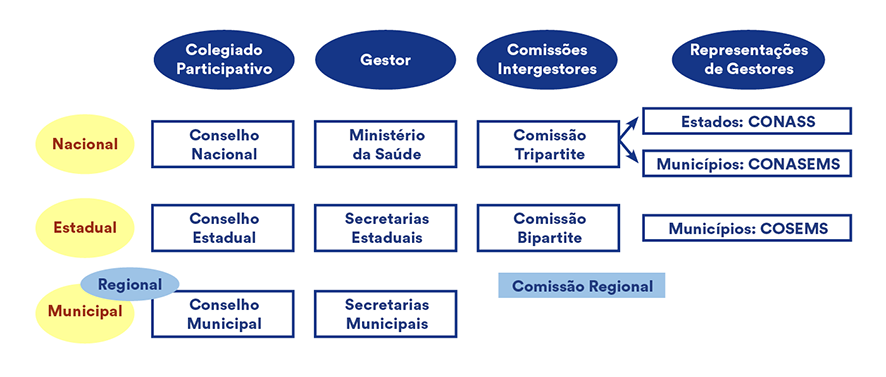 Colegiado
Participativo
Gestor
Comissões
Intergestores
Representações
de Gestores
Nacional
Conselho
Nacional
Ministério
da Saúde
Comissão
Tripartite
Estados: CONASS
Municípios: CONASEMS
Estadual
Conselho
Estadual
Secretarias
Estaduais
Comissão
Bipartite
Municípios: COSEMS
Regional
Comissão Regional
Municipal
Conselho
Municipal
Secretarias
Municipais